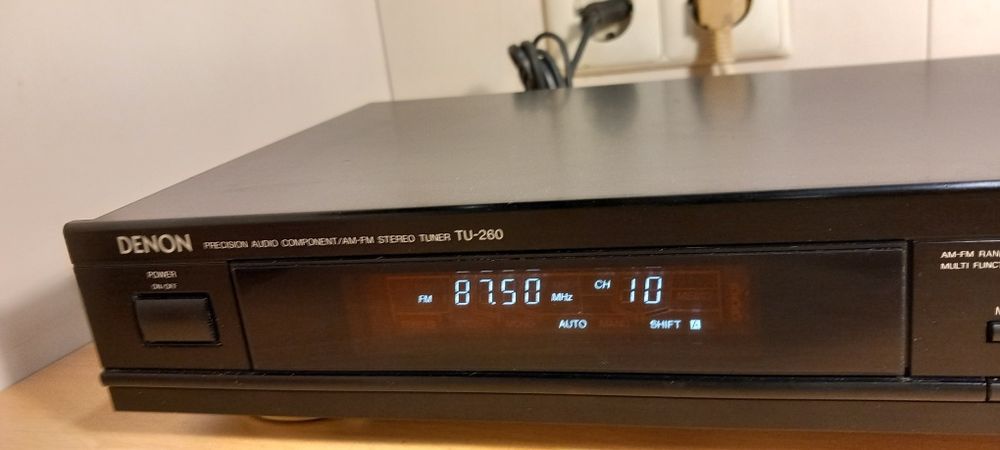 DENON PRECISION AUDIO COMPONENT/AM-FM STEREO TUNER TU-260
POWER
ON/OFF
AM-FM RAN
MULTI FUNCT
FM 87.50 MHz CH 10
AUTO SHIFT A
M